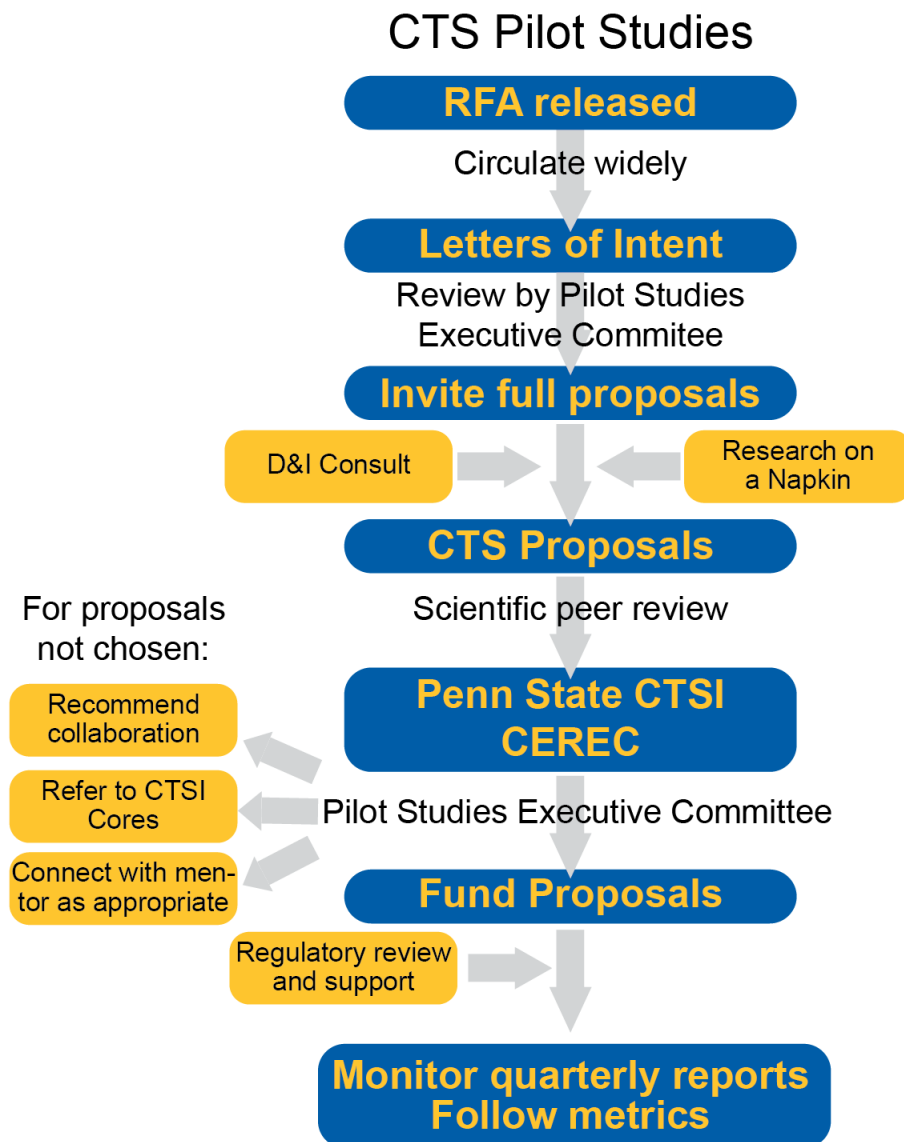 CTS Pilot Studies
RFA released
Circulate widely
Letters of Intent
Review by Pilot Studies
Executive Commitee
Invite full proposals
D&I Consult
Research on
a Napkin
CTS Proposals
Scientific peer review
For proposals
not chosen:
Penn State CTSI
CEREC
Recommend
collaboration
Refer to CTSI
Cores
Connect with men-
tor as appropriate
Pilot Studies Executive Committee
Fund Proposals
Regulatory review
and support
Monitor quarterly reports
Follow metrics